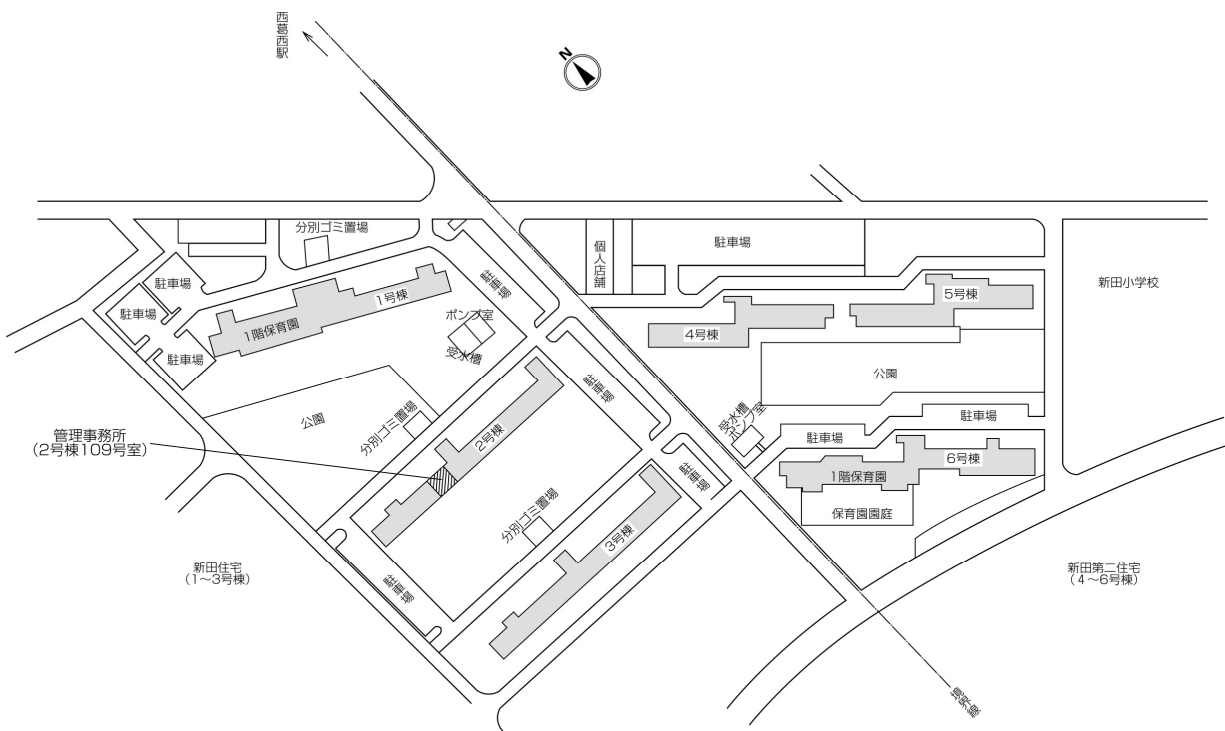 西葛西駅
N
分別ゴミ置場
駐車場
個人店舗
駐車場
新田小学校
駐車場
駐車場
駐車場
1階保育園
1号棟
ポンプ室
受水槽
4号棟
5号棟
公園
公園
分別ゴミ置場
2号棟
駐車場
管理事務所
(2号棟109号室)
受水槽
ポンプ室
駐車場
駐車場
1階保育園
6号棟
保育園園庭
駐車場
分別ゴミ置場
3号棟
駐車場
新田住宅
(1〜3号棟)
新田第二住宅
(4〜6号棟)
境界線